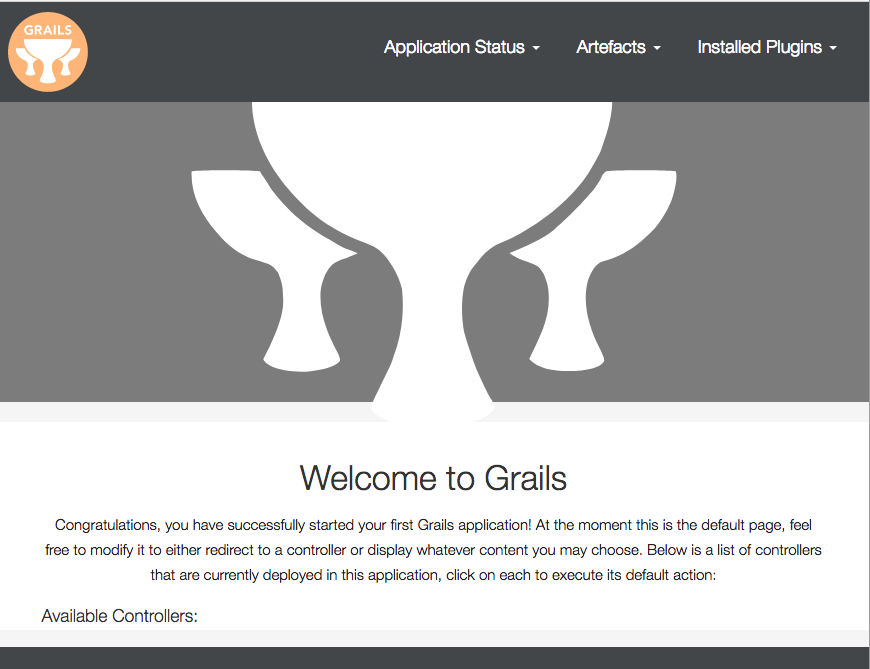 GRAILS
Application Status
Artefacts
Installed Plugins
Welcome to Grails
Congratulations, you have successfully started your first Grails application! At the moment this is the default page, feel
free to modify it to either redirect to a controller or display whatever content you may choose. Below is a list of controllers
that are currently deployed in this application, click on each to execute its default action:
Available Controllers: